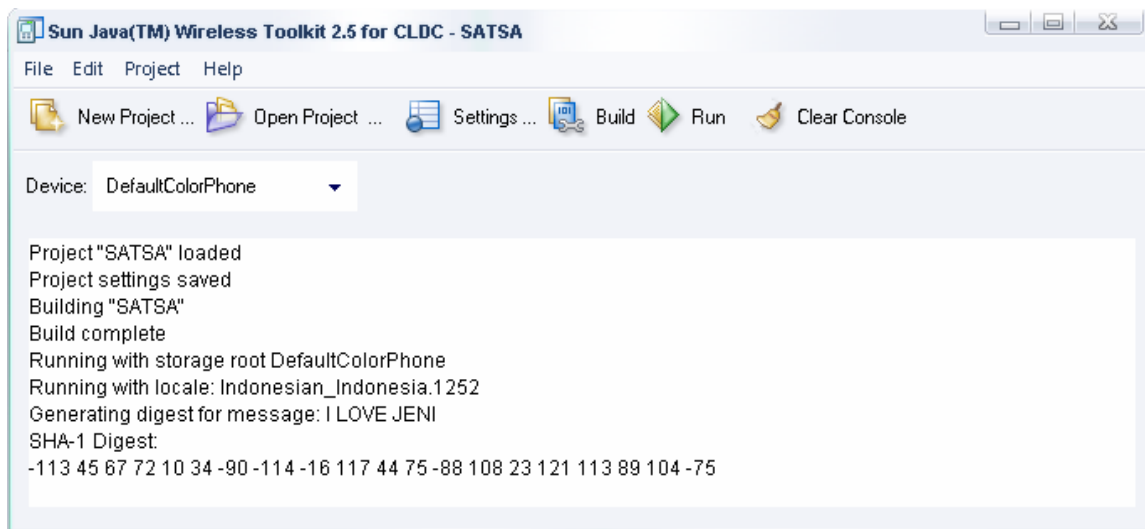 Sun Java(TM) Wireless Toolkit 2.5 for CLDC - SATSA
File Edit Project Help
New Project ... Open Project ... Settings ... Build Run Clear Console
Device: DefaultColorPhone
Project "SATSA" loaded
Project settings saved
Building "SATSA"
Build complete
Running with storage root DefaultColorPhone
Running with locale: Indonesian_Indonesia.1252
Generating digest for message: I LOVE JENI
SHA-1 Digest:
-113 45 67 72 10 34 -90 -114 -16 117 44 75 -88 108 23 121 113 89 104 -75